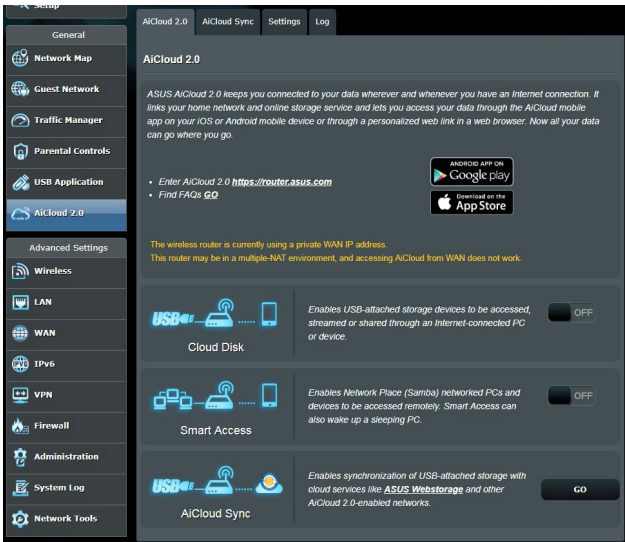 Setup
General
Network Map
Guest Network
Traffic Manager
Parental Controls
USB Application
AiCloud 2.0
Advanced Settings
Wireless
LAN
WAN
IPv6
VPN
Firewall
Administration
System Log
Network Tools
AiCloud 2.0 AiCloud Sync Settings Log
AiCloud 2.0
ASUS AiCloud 2.0 keeps you connected to your data wherever and whenever you have an Internet connection. It
links your home network and online storage service and lets you access your data through the AiCloud mobile
app on your iOS or Android mobile device or through a personalized web link in a web browser. Now all your data
can go where you go.
ANDROID APP ON
Google play
• Enter AiCloud 2.0 https://router.asus.com
• Find FAQs GO
Download on the
App Store
The wireless router is currently using a private WAN IP address.
This router may be in a multiple-NAT environment, and accessing AiCloud from WAN does not work.
USB
Cloud Disk
Enables USB-attached storage devices to be accessed,
streamed or shared through an Internet-connected PC
or device.
OFF
Smart Access
Enables Network Place (Samba) networked PCs and
devices to be accessed remotely. Smart Access can
also wake up a sleeping PC.
OFF
USB
AiCloud Sync
Enables synchronization of USB-attached storage with
cloud services like ASUS Webstorage and other
AiCloud 2.0-enabled networks.
GO